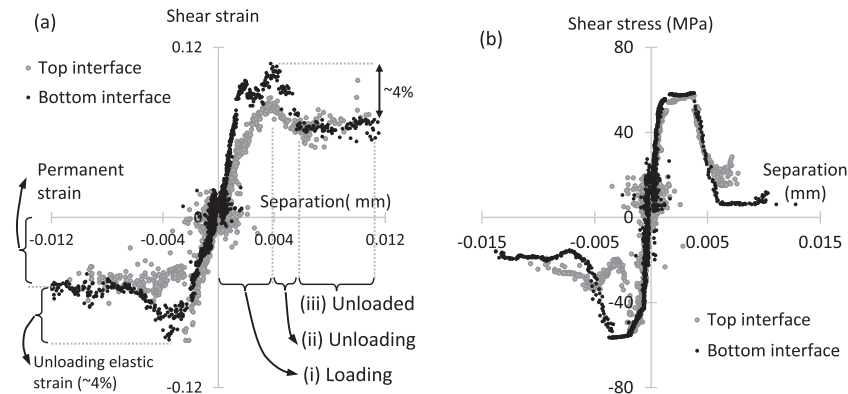 Shear strain
(a)
0.12
Top interface
Bottom interface
~4%
Permanent
strain
Separation( mm)
0
-0.012
-0.004
0.004
0.012
(iii) Unloaded
(ii) Unloading
(i) Loading
Unloading elastic
strain (~4%)
-0.12
Shear stress (MPa)
(b)
80
40
Separation
(mm)
0
-0.015
-0.005
0.005
0.015
-40
Top interface
Bottom interface
-80